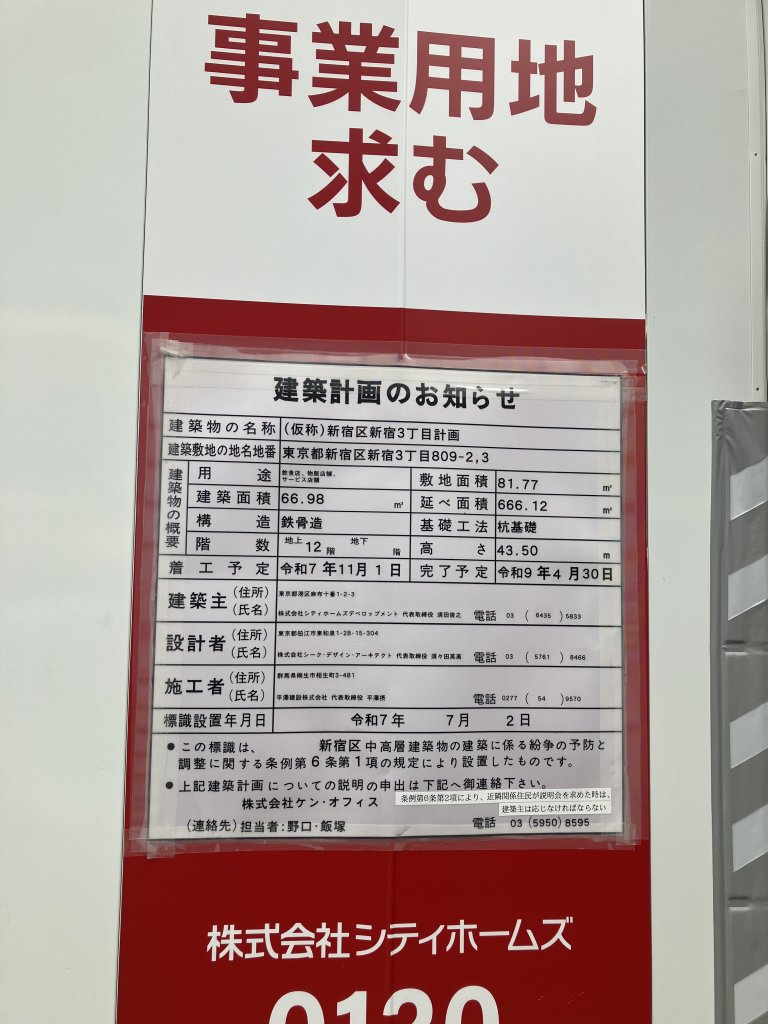 事業用地
求む
建築計画のお知らせ
建築物の名称 (仮称)新宿区新宿3丁目計画
建築敷地の地名地番 東京都新宿区新宿3丁目809-2,3
建築物の概要
用途 飲食店、物販店舗、
サービス店舗
敷地面積 81.77 ㎡
建築面積 66.98 ㎡ 延べ面積 666.12 ㎡
構造 鉄骨造 基礎工法 杭基礎
階数 地上 12 階 地下 階 高さ 43.50 m
着工予定 令和7年11月1日 完了予定 令和9年4月30日
建築主 (住所) 東京都港区麻布十番1-2-3
(氏名) 株式会社シティホームズデベロップメント 代表取締役 須田俊之 電話 03 (6435)5833
設計者 (住所) 東京都狛江市東和泉1-28-15-304
(氏名) 株式会社シーク・デザイン・アーキテクト 代表取締役 須々田英高 電話 03 (5761)8466
施工者 (住所) 群馬県桐生市相生町3-481
(氏名) 平澤建設株式会社 代表取締役 平澤摂 電話 0277 (54)9570
標識設置年月日 令和7年 7月 2日
●この標識は、 新宿区中高層建築物の建築に係る紛争の予防と
調整に関する条例第6条第1項の規定により設置したものです。
●上記建築計画についての説明の申出は下記へ御連絡下さい。
株式会社ケン・オフィス
条例第6条第2項により、近隣関係住民が説明会を求めた時は、
建築主は応じなければならない
(連絡先)担当者:野口・飯塚 電話 03(5950)8595
株式会社シティホームズ
0120